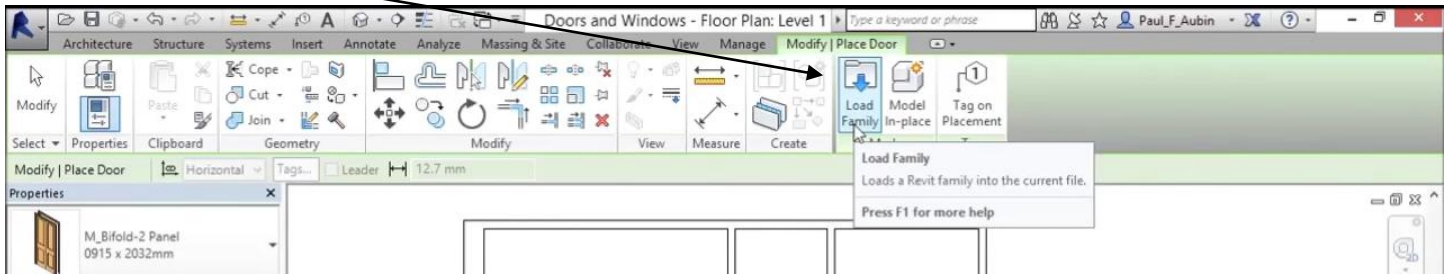 Doors and Windows - Floor Plan: Level 1 Type a keyword or phrase Paul_F_Aubin
Architecture Structure Systems Insert Annotate Analyze Massing & Site Collaborate View Manage Modify | Place Door
Modify Paste Cope Cut Join Load Family Model In-place Tag on Placement
Select Properties Clipboard Geometry Modify View Measure Create
Modify | Place Door Horizontal Tags... Leader 12.7 mm
Load Family
Loads a Revit family into the current file.
Press F1 for more help
Properties
M_Bifold-2 Panel
0915 x 2032mm
2D